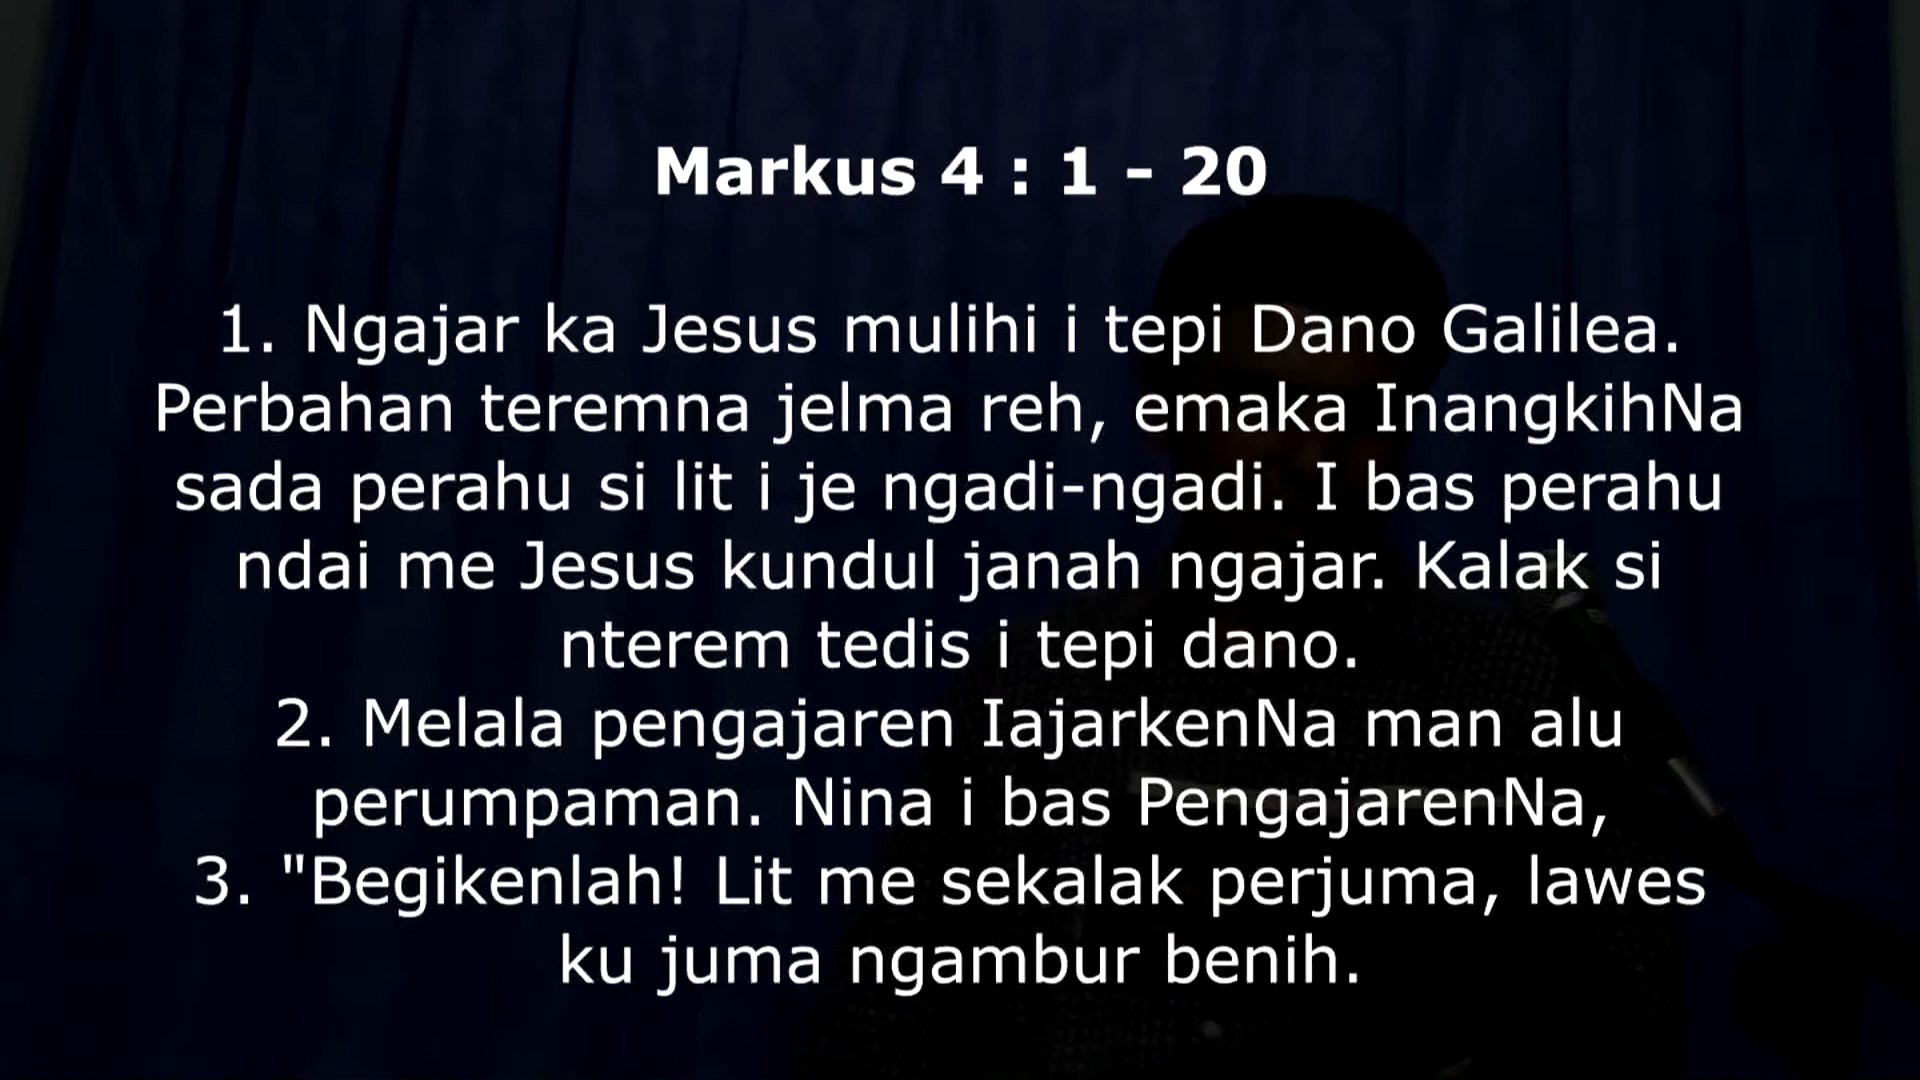 Markus 4 : 1 - 20
1. Ngajar ka Jesus mulihi i tepi Dano Galilea.
Perbahan teremna jelma reh, emaka InangkihNa
sada perahu si lit i je ngadi-ngadi. I bas perahu
ndai me Jesus kundul janah ngajar. Kalak si
nterem tedis i tepi dano.
2. Melala pengajaren IajarkenNa man alu
perumpaman. Nina i bas PengajarenNa,
3. "Begikenlah! Lit me sekalak perjuma, lawes
ku juma ngambur benih.